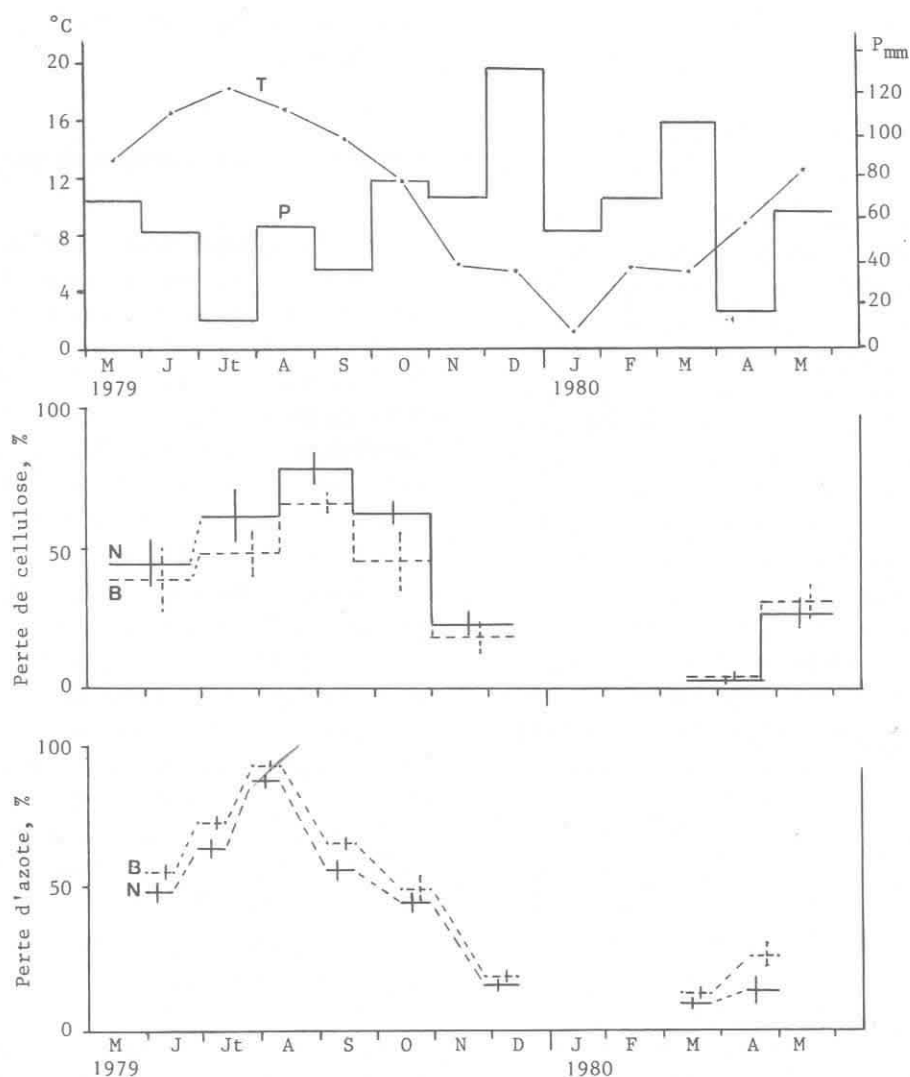 °C
P mm
20
16
12
8
4
0
120
100
80
60
40
20
0
T
P
M J Jt A S O N D J F M A M
1979 1980
Perte de cellulose, %
100
50
0
N
B
Perte d'azote, %
100
50
0
B
N
M J Jt A S O N D J F M A M
1979 1980